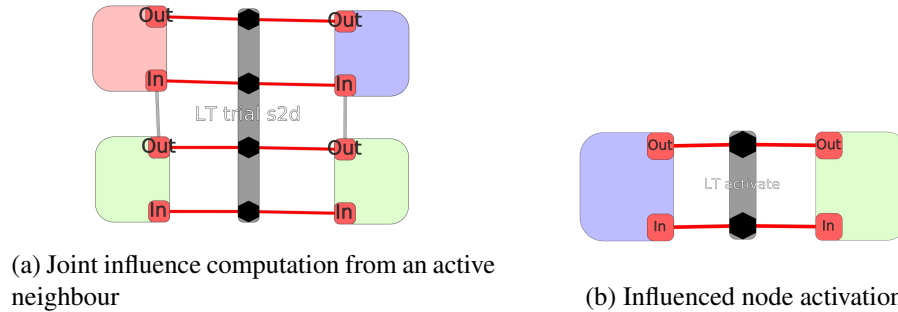 Out Out
In In
LT trial s2d
Out Out
In In
Out Out
LT activate
In In
(a) Joint influence computation from an active
neighbour
(b) Influenced node activation